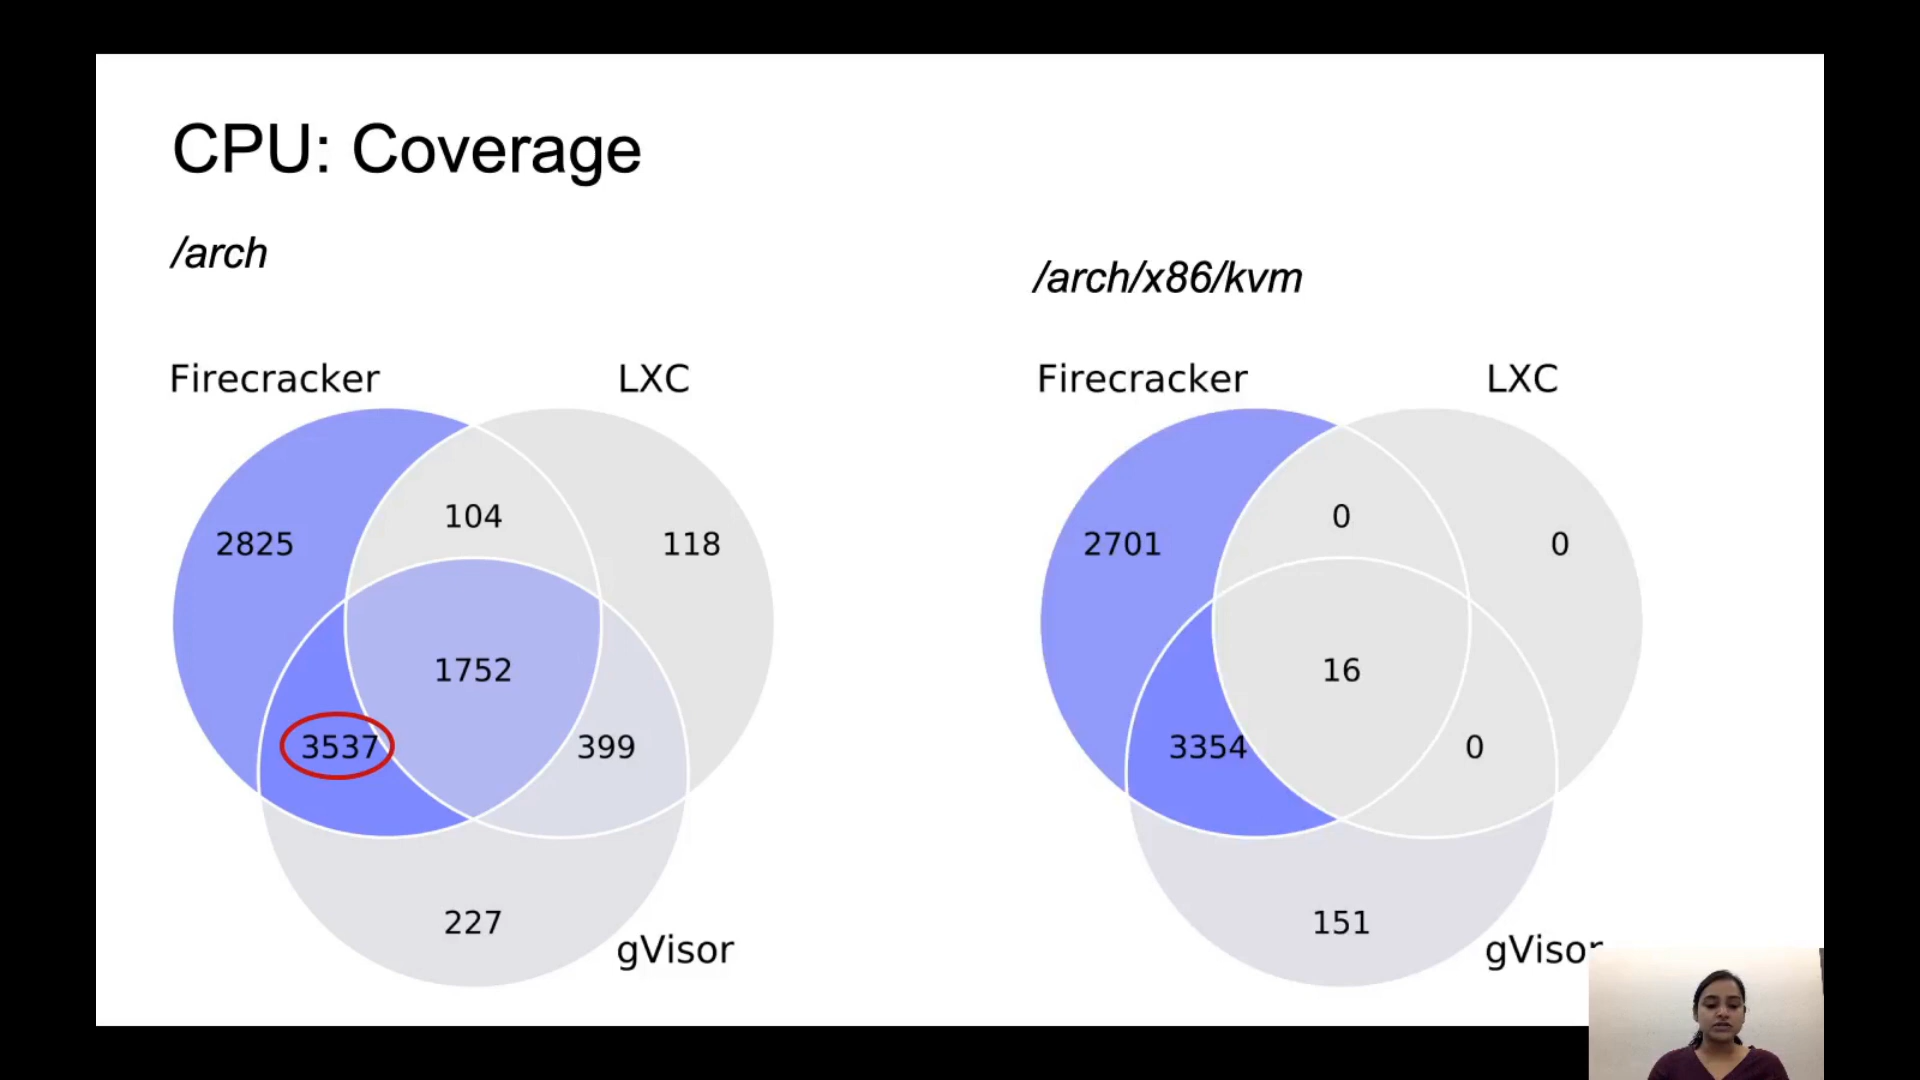 CPU: Coverage
/arch
Firecracker
LXC
2825
104
118
1752
3537
399
227
gVisor
/arch/x86/kvm
Firecracker
LXC
2701
0
0
16
3354
0
151
gVisor